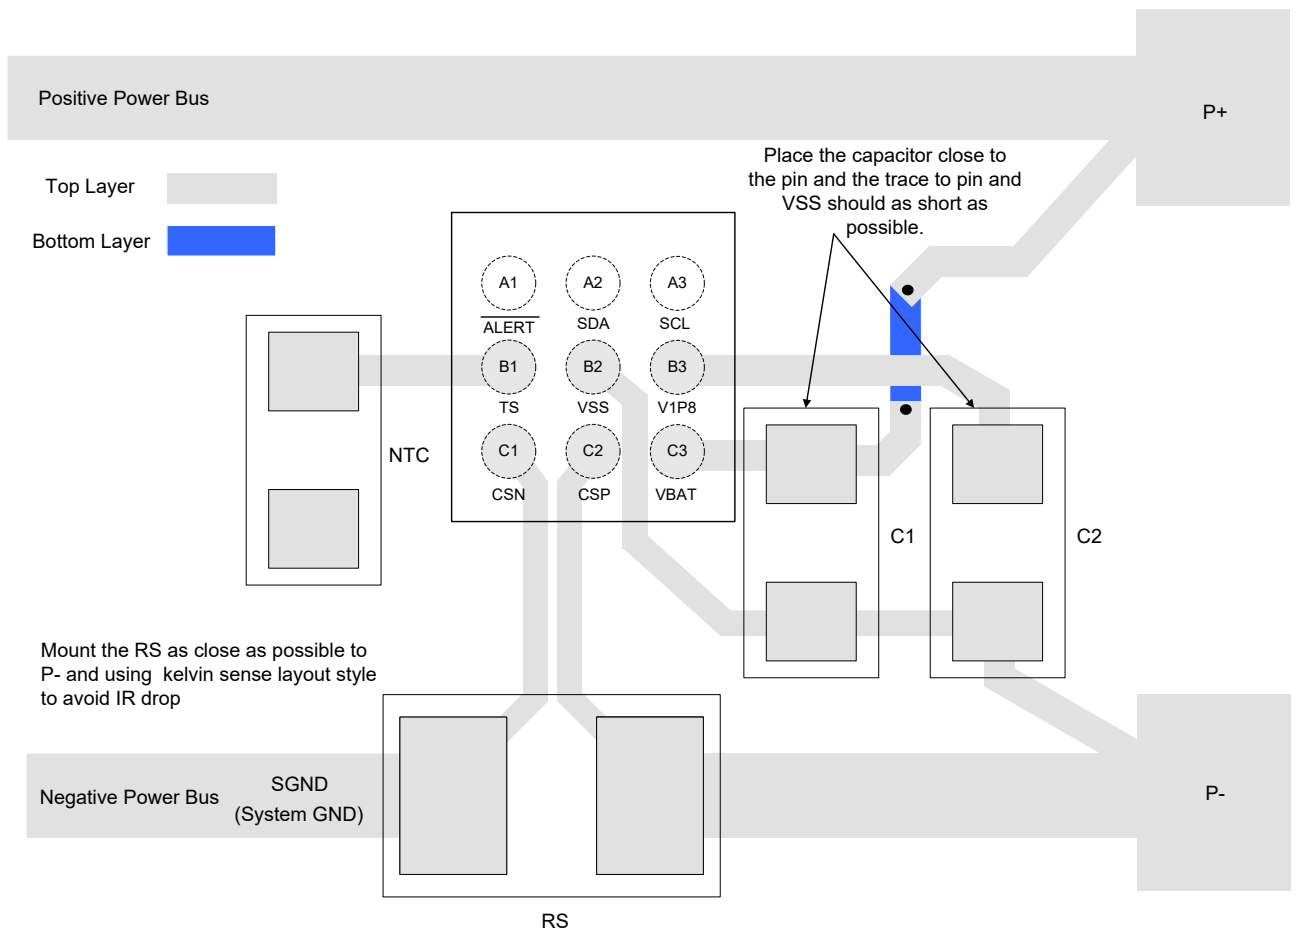 Positive Power Bus
P+
Place the capacitor close to
the pin and the trace to pin and
VSS should as short as
possible.
Top Layer
Bottom Layer
A1
A2
A3
ALERT
SDA
SCL
B1
B2
B3
TS
VSS
V1P8
NTC
C1
C2
C3
CSN
CSP
VBAT
C1
C2
Mount the RS as close as possible to
P- and using kelvin sense layout style
to avoid IR drop
Negative Power Bus
SGND
(System GND)
P-
RS